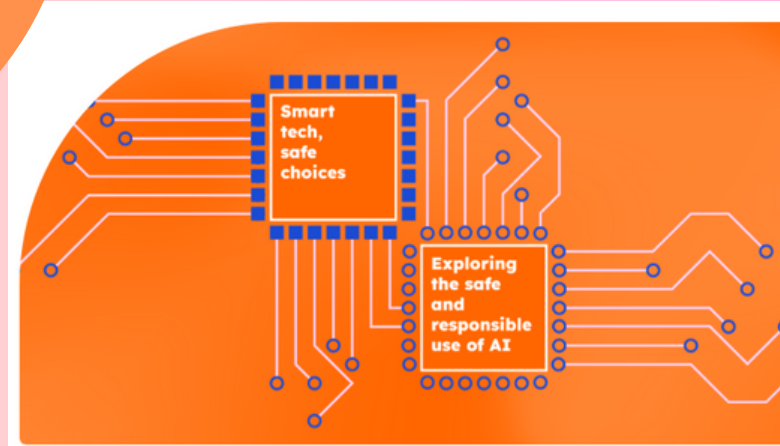 Smart
tech,
safe
choices
Exploring
the safe
and
responsible
use of AI